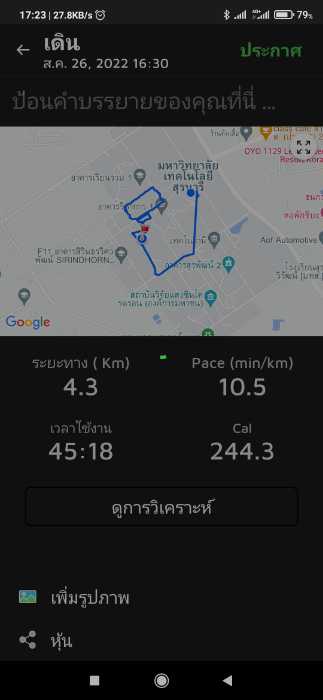 17:23 | 27.8KB/s
79%
เดิน
ส.ค. 26, 2022 16:30
ประกาศ
ป้อนคำบรรยายของคุณที่นี่ ...
มหาวิทยาลัย
เทคโนโลยี
สุรนารี
อาคารเรียนรวม 1
OYO 1129 L
อาคารวิชาการ 1
เทคโนธานี
Aof Automotive
F11 อาคารสิรินธรวิศว
พัฒน์ SIRINDHORN...
อาคารสุรพัฒน์ 2
สถาบันวิจัยแสงซินโค
รตรอน (องค์การมหาชน)
Google
ระยะทาง ( Km)
Pace (min/km)
4.3
10.5
เวลาใช้งาน
Cal
45:18
244.3
ดูการวิเคราะห์
เพิ่มรูปภาพ
หุ้น